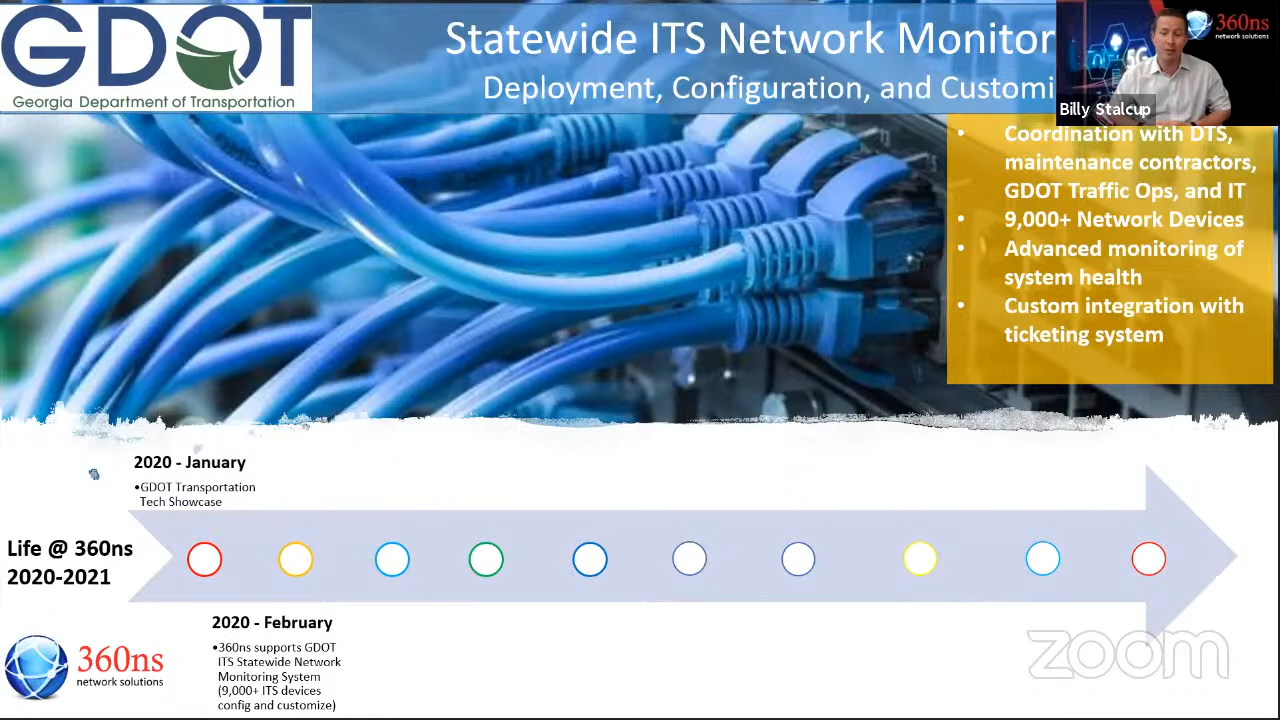 GDOT
Georgia Department of Transportation
Statewide ITS Network Monitor
Deployment, Configuration, and Customi
5G
360ns
network solutions
Billy Stalcup
• Coordination with DTS,
maintenance contractors,
GDOT Traffic Ops, and IT
• 9,000+ Network Devices
• Advanced monitoring of
system health
• Custom integration with
ticketing system
2020 - January
•GDOT Transportation
Tech Showcase
Life @ 360ns
2020-2021
2020 - February
•360ns supports GDOT
ITS Statewide Network
Monitoring System
(9,000+ ITS devices
config and customize)
360ns
network solutions
zoom